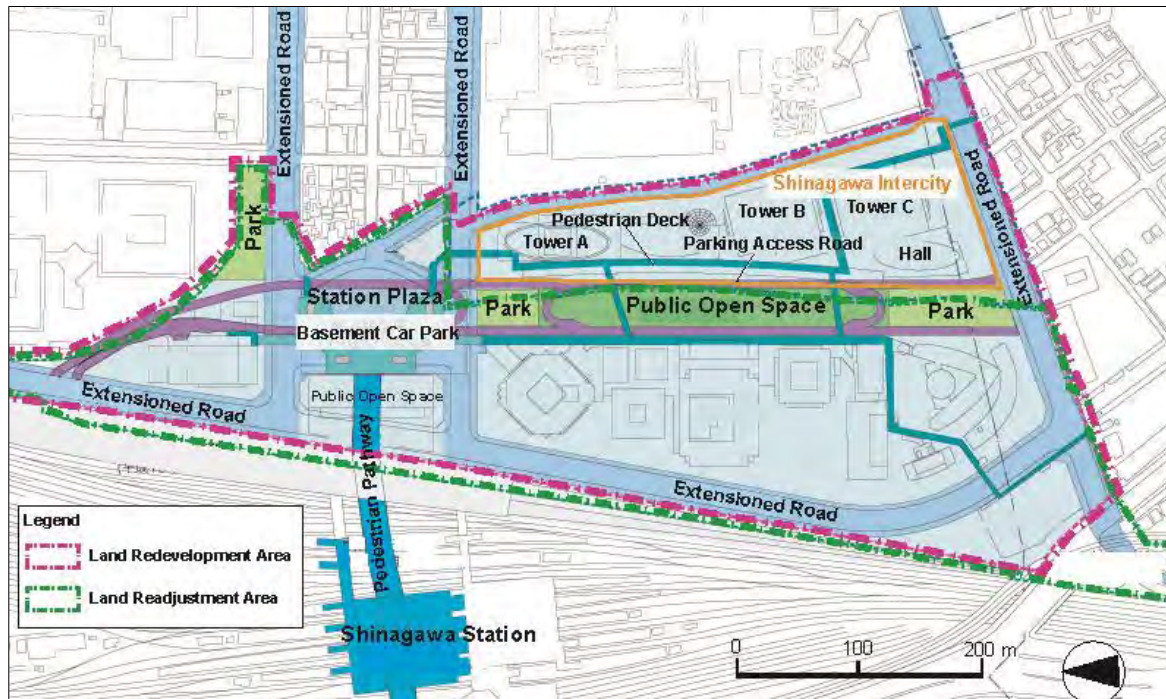 Extensioned Road
Extensioned Road
Park
Shinagawa Intercity
Extensioned Road
Tower B
Tower C
Pedestrian Deck
Tower A
Parking Access Road
Hall
Station Plaza
Park
Public Open Space
Park
Basement Car Park
Extensioned Road
Public Open Space
Pedestrian Pathway
Extensioned Road
Legend
Land Redevelopment Area
Land Readjustment Area
Shinagawa Station
0 100 200 m